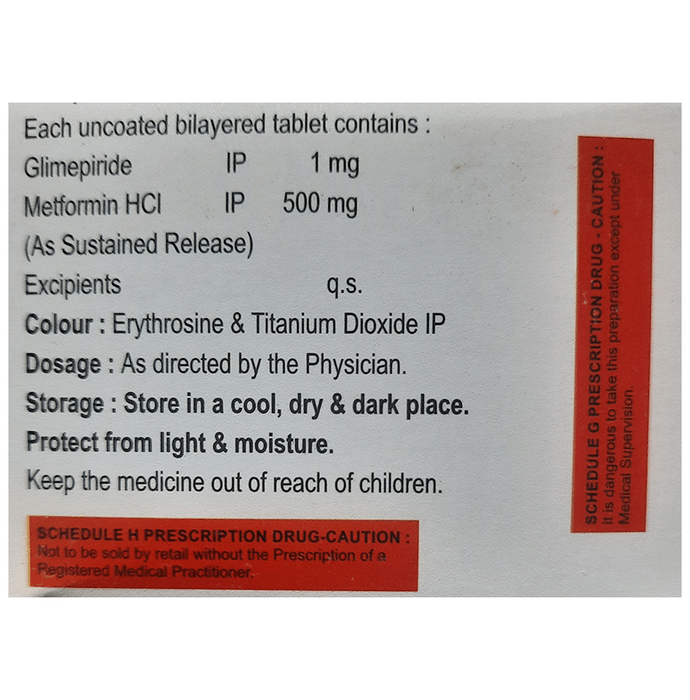 Each uncoated bilayered tablet contains :
Glimepiride IP 1 mg
Metformin HCl IP 500 mg
(As Sustained Release)
Excipients q.s.
Colour : Erythrosine & Titanium Dioxide IP
Dosage : As directed by the Physician.
Storage : Store in a cool, dry & dark place.
Protect from light & moisture.
Keep the medicine out of reach of children.
SCHEDULE H PRESCRIPTION DRUG-CAUTION :
Not to be sold by retail without the Prescription of a
Registered Medical Practitioner.
SCHEDULE G PRESCRIPTION DRUG - CAUTION :
It is dangerous to take this preparation except under
Medical Supervision.